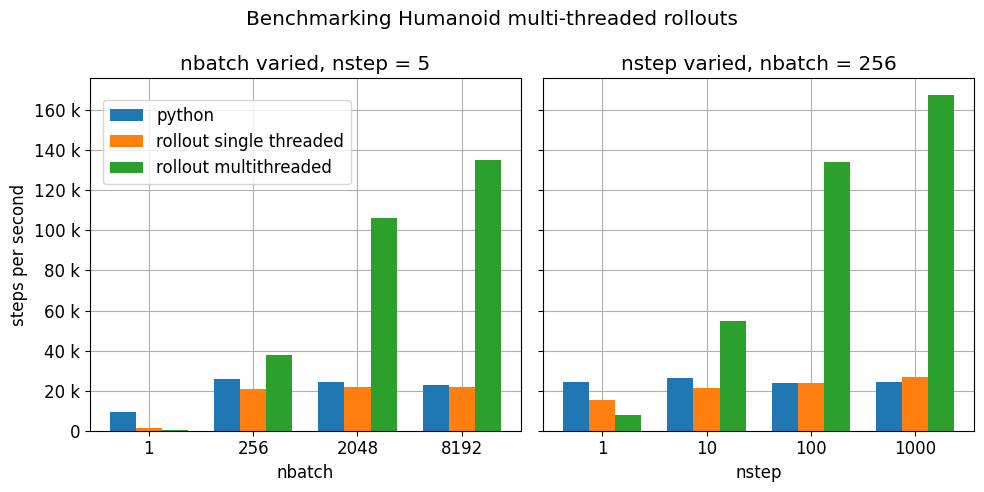 Benchmarking Humanoid multi-threaded rollouts
nbatch varied, nstep = 5
nstep varied, nbatch = 256
python
rollout single threaded
rollout multithreaded
steps per second
160 k
140 k
120 k
100 k
80 k
60 k
40 k
20 k
0
1 256 2048 8192
nbatch
1 10 100 1000
nstep